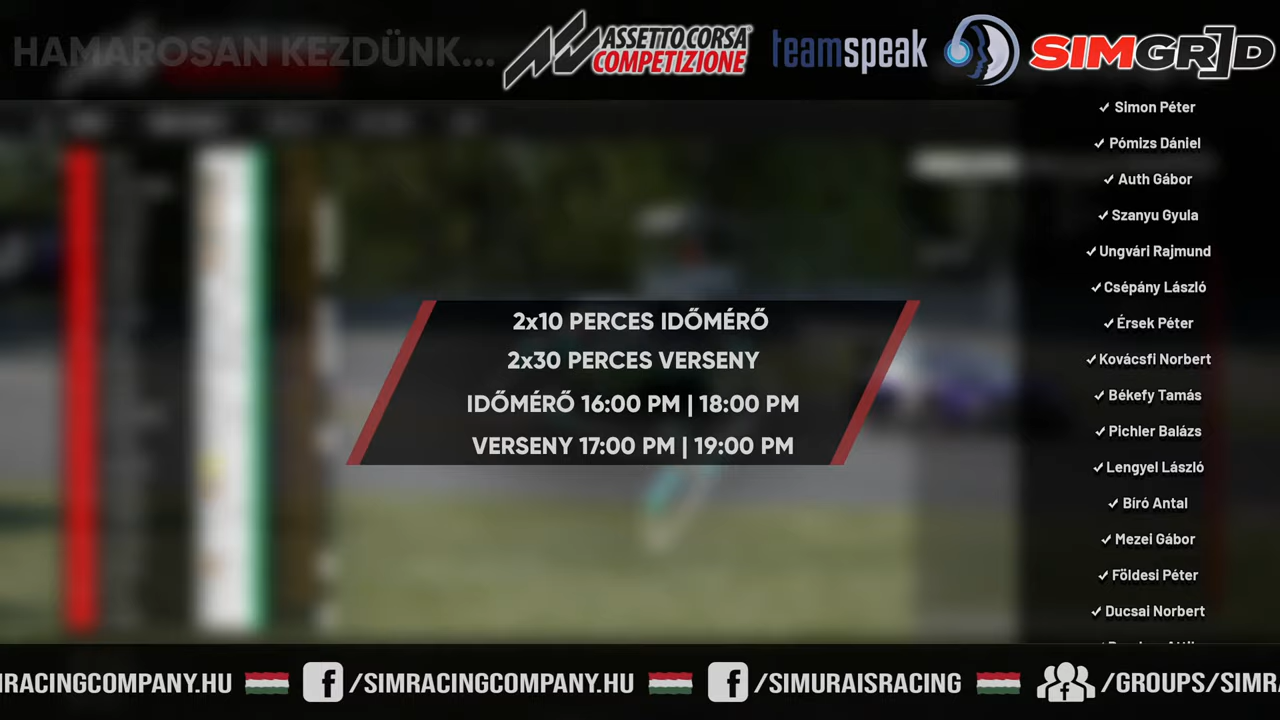 HAMAROSAN KEZDÜNK...
ASSETTO CORSA
COMPETIZIONE
teamspeak
SIMGRID
2x10 PERCES IDŐMÉRŐ
2x30 PERCES VERSENY
IDŐMÉRŐ 16:00 PM | 18:00 PM
VERSENY 17:00 PM | 19:00 PM
Simon Péter
Pómizs Dániel
Auth Gábor
Szanyu Gyula
Ungvári Rajmund
Csépány László
Érsek Péter
Kovácsfi Norbert
Békefy Tamás
Pichler Balázs
Lengyel László
Bíró Antal
Mezei Gábor
Földesi Péter
Ducsai Norbert
IMRACINGCOMPANY.HU
/SIMRACINGCOMPANY.HU
/SIMURAISRACING
/GROUPS/SIMRA